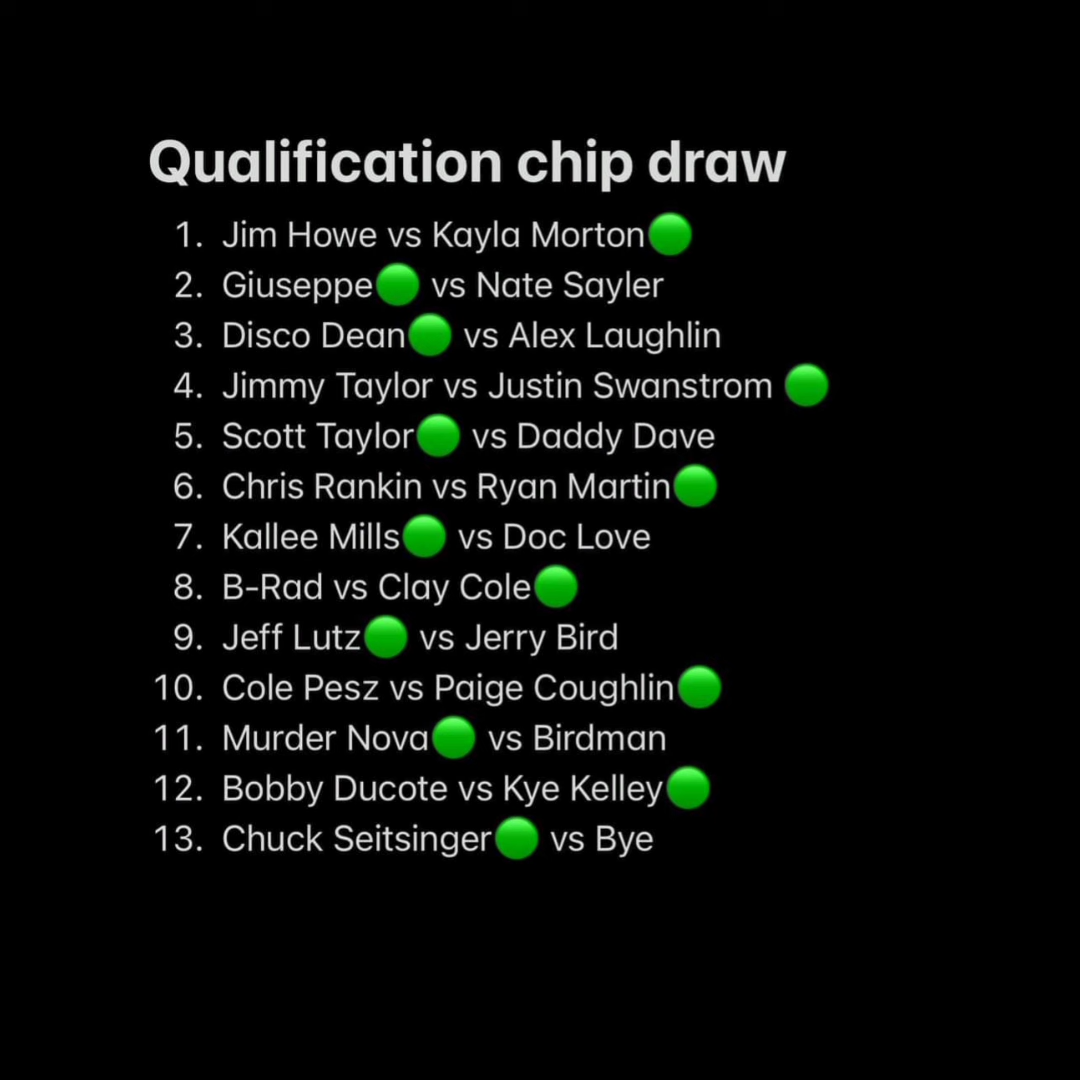 Qualification chip draw
1. Jim Howe vs Kayla Morton🟢
2. Giuseppe🟢 vs Nate Sayler
3. Disco Dean🟢 vs Alex Laughlin
4. Jimmy Taylor vs Justin Swanstrom 🟢
5. Scott Taylor🟢 vs Daddy Dave
6. Chris Rankin vs Ryan Martin🟢
7. Kallee Mills🟢 vs Doc Love
8. B-Rad vs Clay Cole🟢
9. Jeff Lutz🟢 vs Jerry Bird
10. Cole Pesz vs Paige Coughlin🟢
11. Murder Nova🟢 vs Birdman
12. Bobby Ducote vs Kye Kelley🟢
13. Chuck Seitsinger🟢 vs Bye